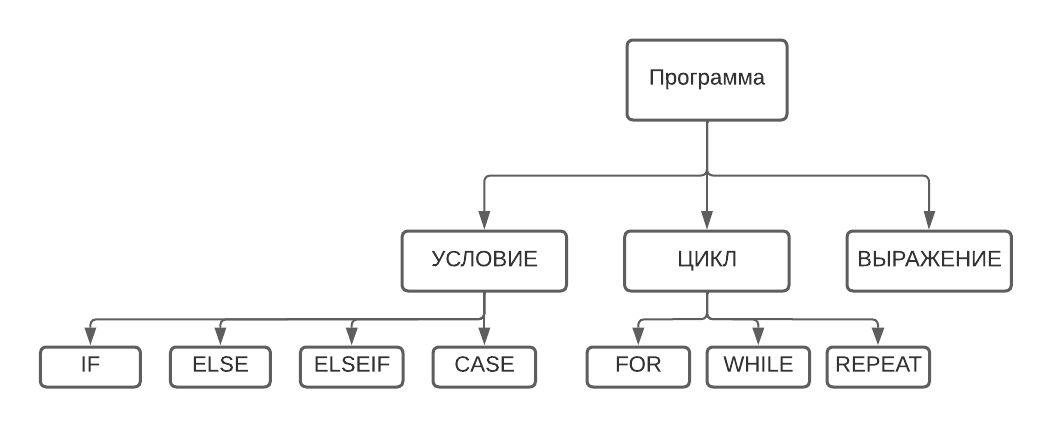 Программа
УСЛОВИЕ
ЦИКЛ
ВЫРАЖЕНИЕ
IF
ELSE
ELSEIF
CASE
FOR
WHILE
REPEAT